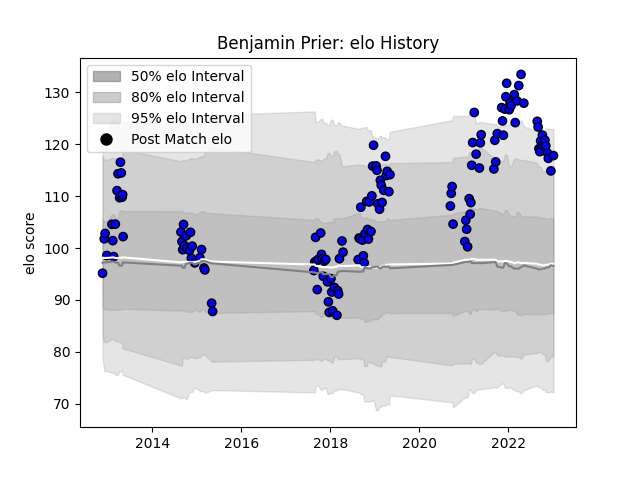 Benjamin Prier: elo History
50% elo Interval
80% elo Interval
95% elo Interval
Post Match elo
elo score
130
120
110
100
90
80
70
2014
2016
2018
2020
2022